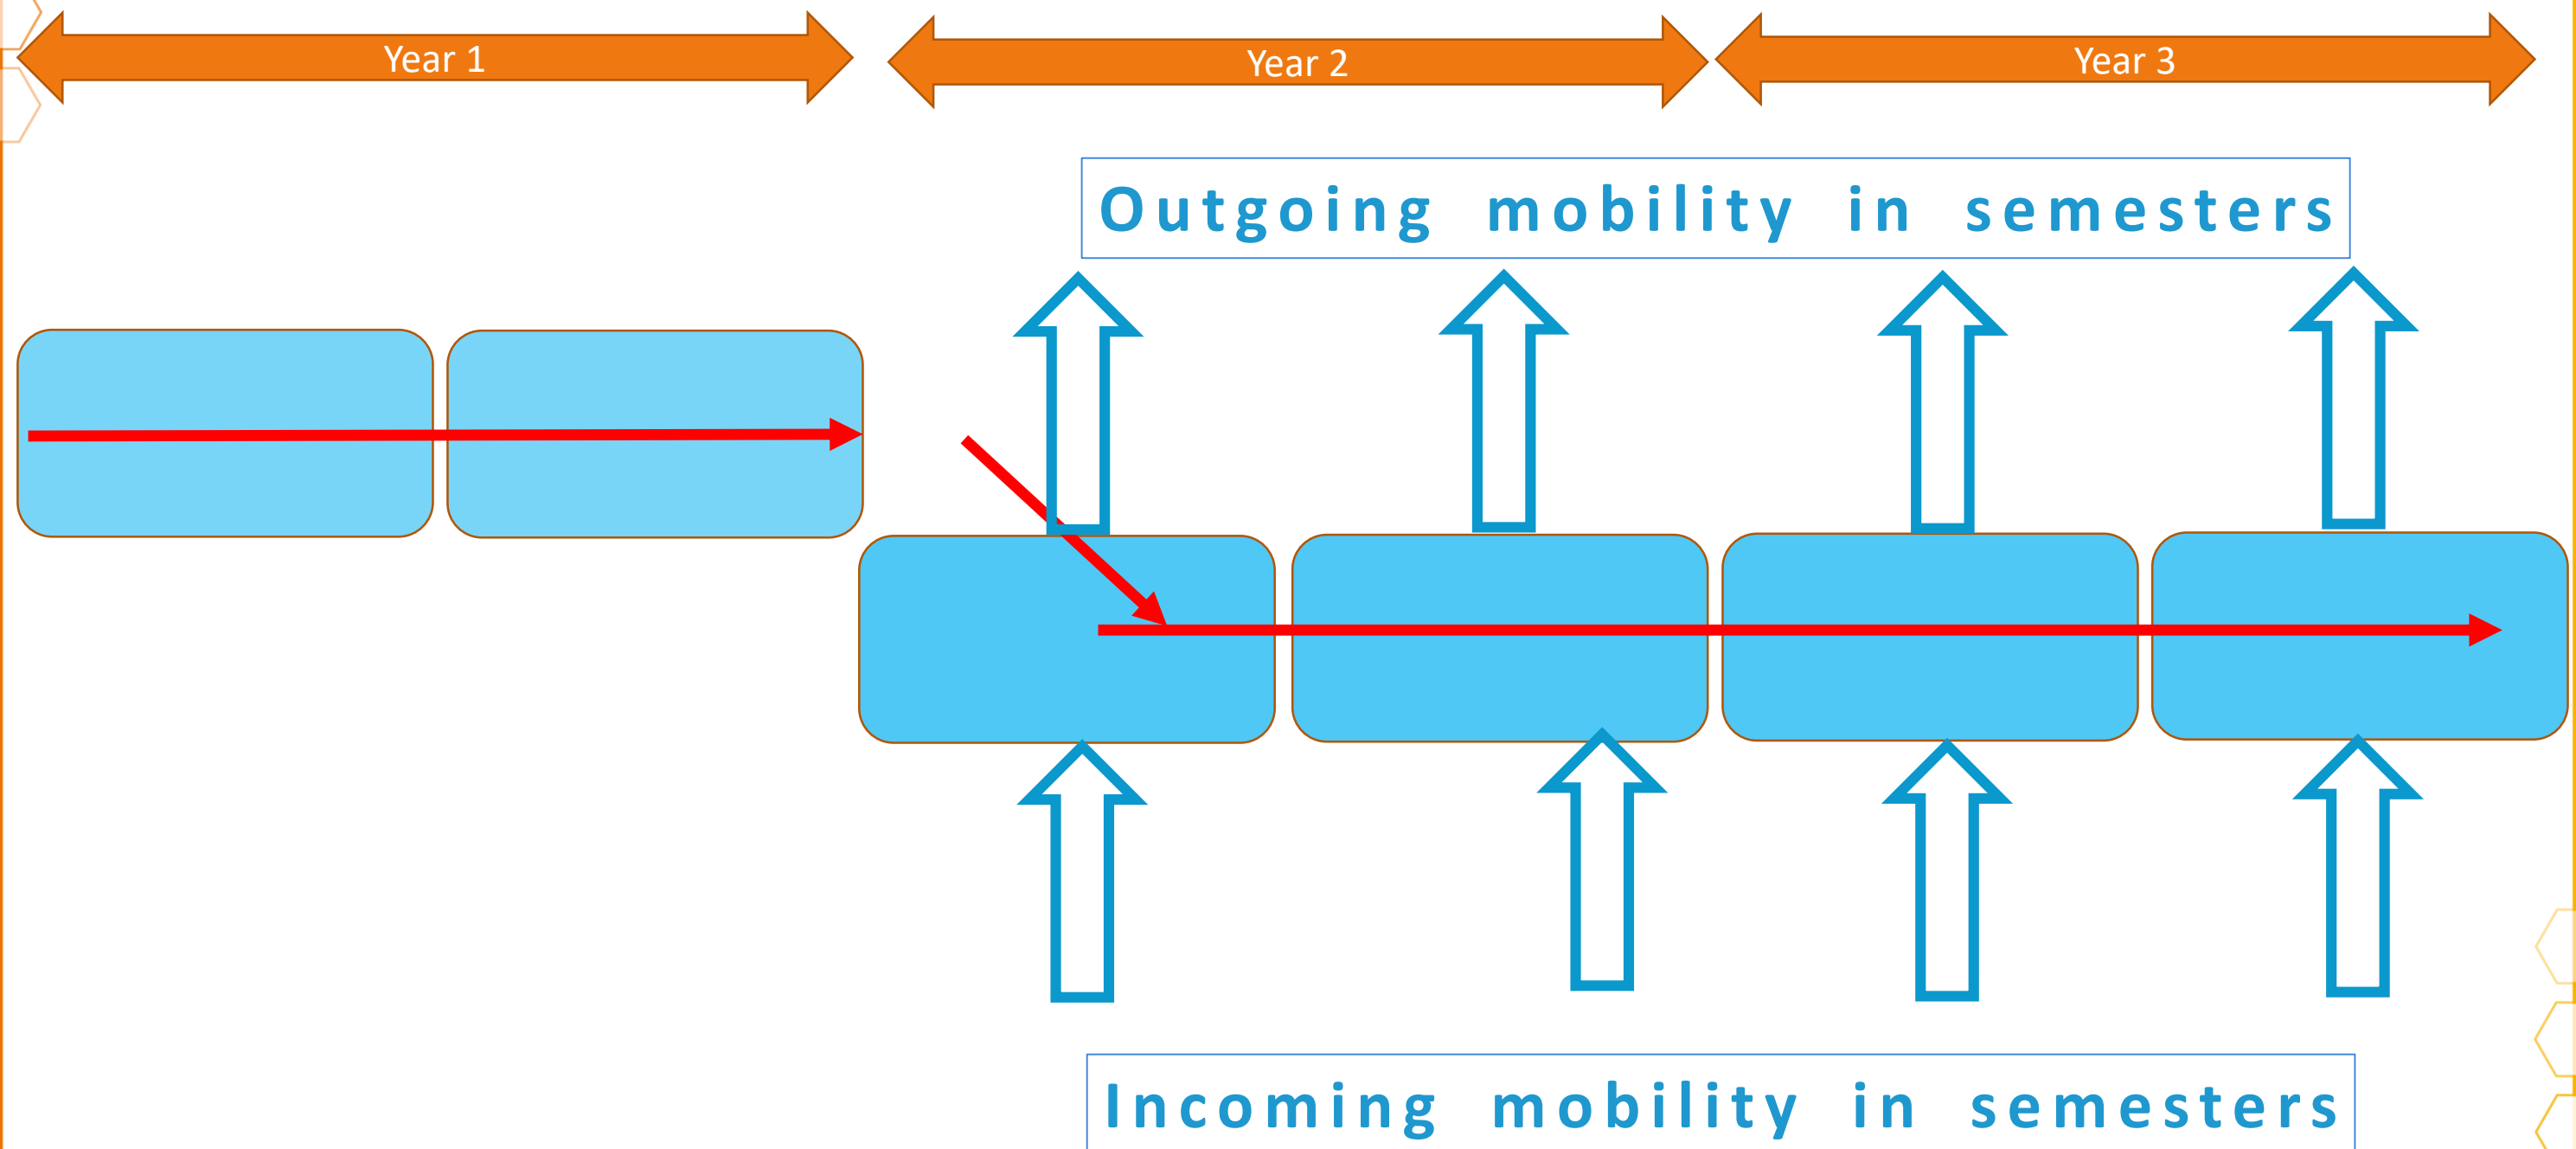 Year 1
Year 2
Year 3
Outgoing mobility in semesters
Incoming mobility in semesters